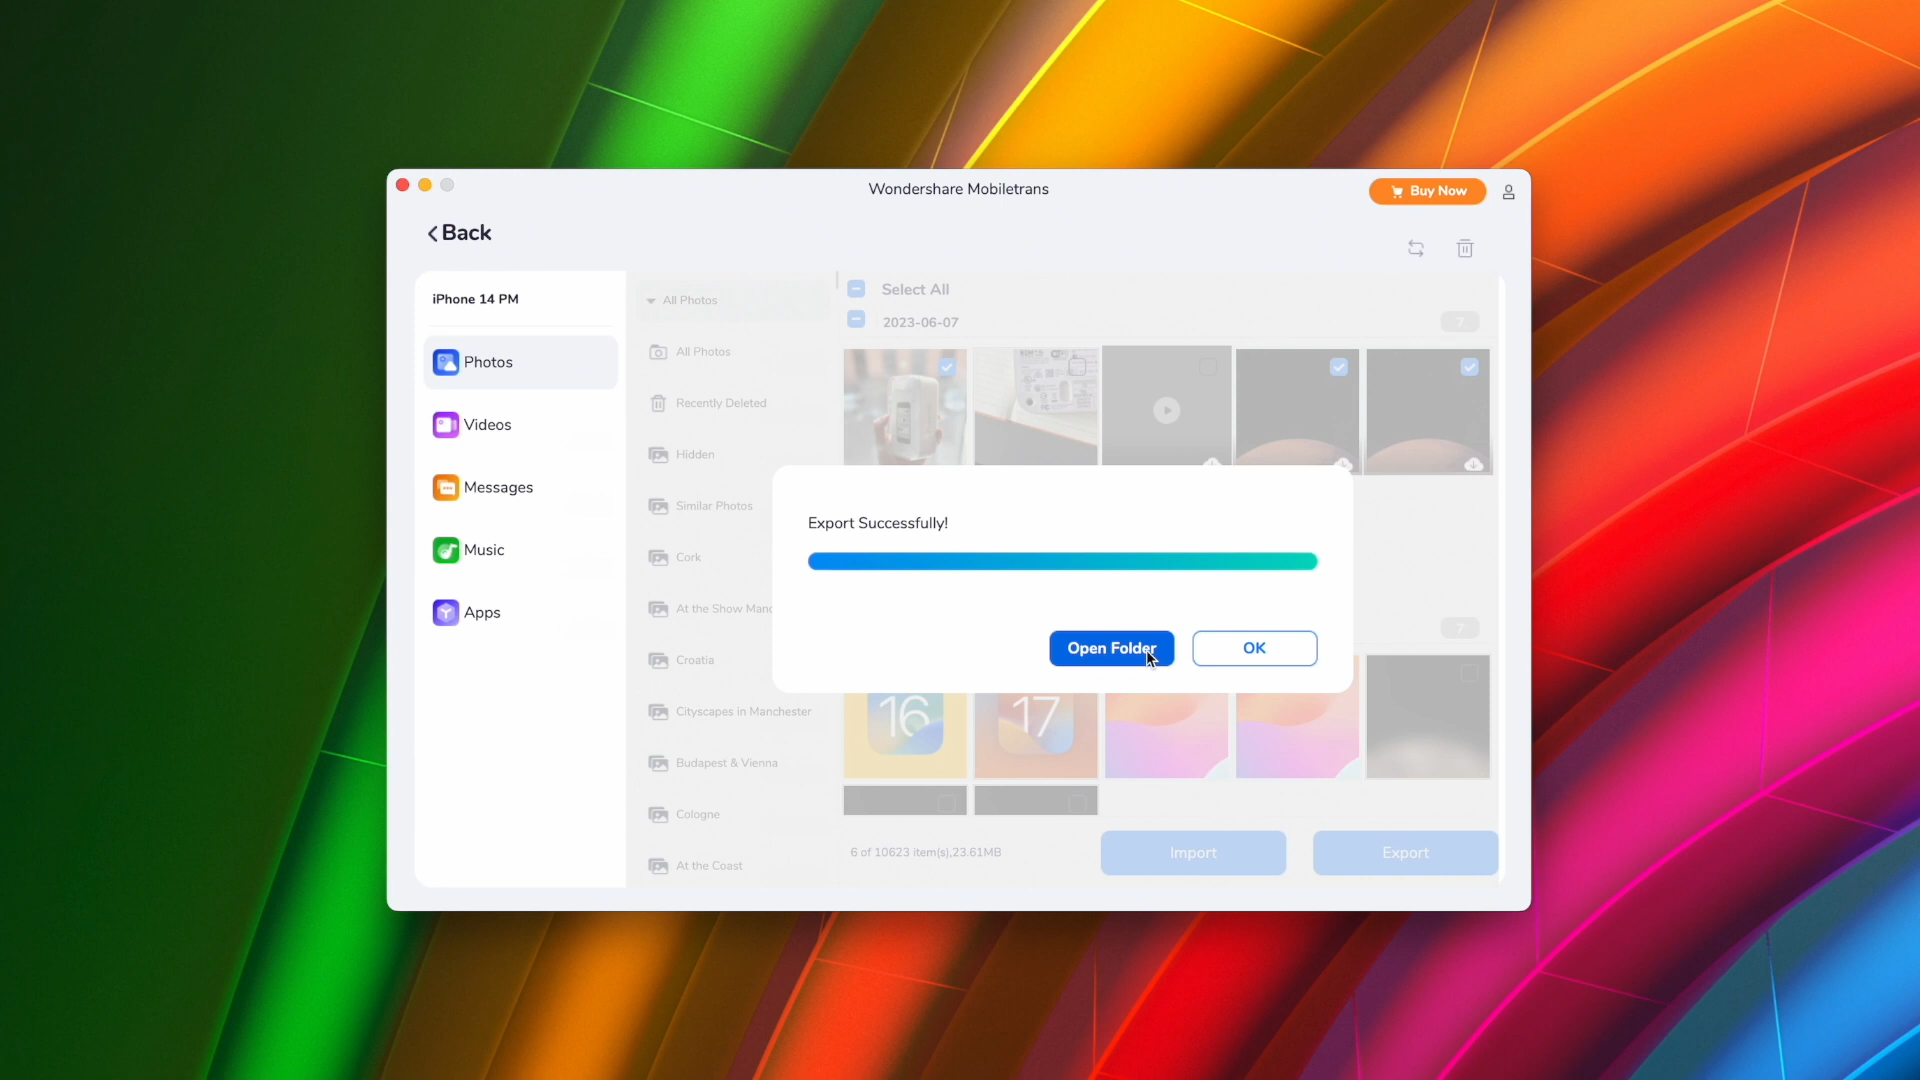 Wondershare Mobiletrans
Buy Now
Back
iPhone 14 PM
Photos
Videos
Messages
Music
Apps
All Photos
All Photos
Recently Deleted
Hidden
Similar Photos
Cork
At the Show Manc
Croatia
Cityscapes in Manchester
Budapest & Vienna
Cologne
At the Coast
Select All
2023-06-07
7
Export Successfully!
Open Folder
OK
7
16
17
6 of 10623 item(s),23.61MB
Import
Export